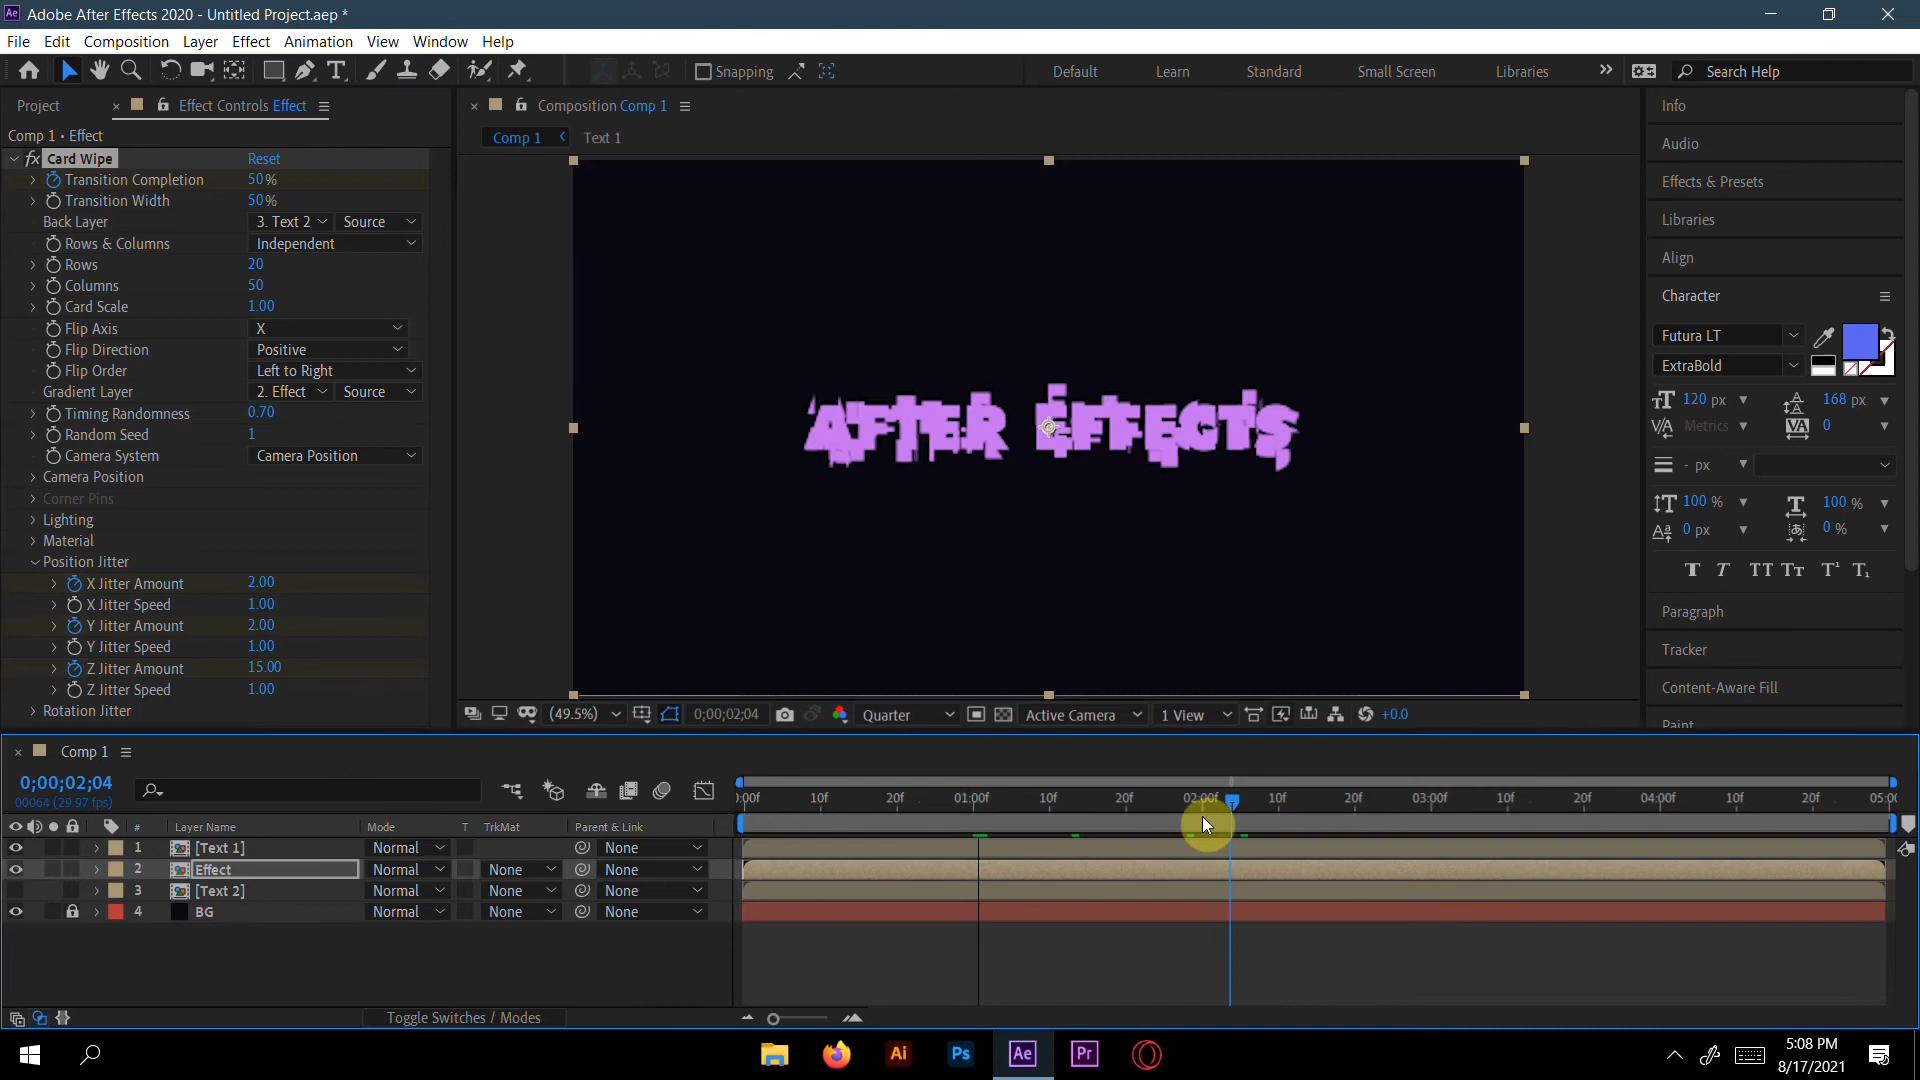 Ae Adobe After Effects 2020 - Untitled Project.aep *
File Edit Composition Layer Effect Animation View Window Help
Snapping Default Learn Standard Small Screen Libraries Search Help
Project Effect Controls Effect Composition Comp 1 Info
Comp 1 • Effect Comp 1 Text 1 Audio
fx Card Wipe Reset
Transition Completion 50% Effects & Presets
Transition Width 50%
Back Layer 3. Text 2 Source Libraries
Rows & Columns Independent
Rows 20 Align
Columns 50
Card Scale 1.00 Character
Flip Axis X Futura LT
Flip Direction Positive
Flip Order Left to Right ExtraBold
Gradient Layer 2. Effect Source
Timing Randomness 0.70 AFTER EFFECTS 120 px 168 px
Random Seed 1 Metrics 0
Camera System Camera Position - px
Camera Position
Corner Pins 100 % 100 %
Lighting 0 px 0 %
Material
Position Jitter T T TT Tt T¹ T₁
X Jitter Amount 2.00
X Jitter Speed 1.00 Paragraph
Y Jitter Amount 2.00
Y Jitter Speed 1.00 Tracker
Z Jitter Amount 15.00
Z Jitter Speed 1.00 Content-Aware Fill
Rotation Jitter (49.5%) 0;00;02;04 Quarter Active Camera 1 View +0.0 Paint
Comp 1
0;00;02;04
00064 (29.97 fps) ):00f 10f 20f 01:00f 10f 20f 02:00f 10f 20f 03:00f 10f 20f 04:00f 10f 20f 05:00
# Layer Name Mode T TrkMat Parent & Link
1 [Text 1] Normal None
2 Effect Normal None None
3 [Text 2] Normal None None
4 BG Normal None None
Toggle Switches / Modes
Ai Ps Ae Pr 5:08 PM
8/17/2021